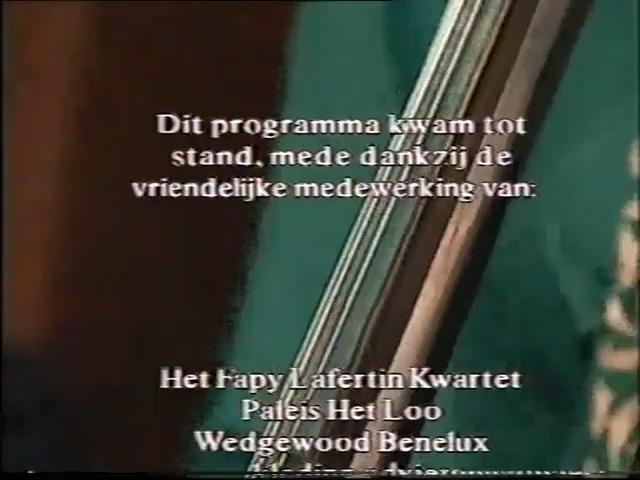 Dit programma kwam tot
stand, mede dankzij de
vriendelijke medewerking van:
Het Fapy Lafertin Kwartet
Paleis Het Loo
Wedgewood Benelux